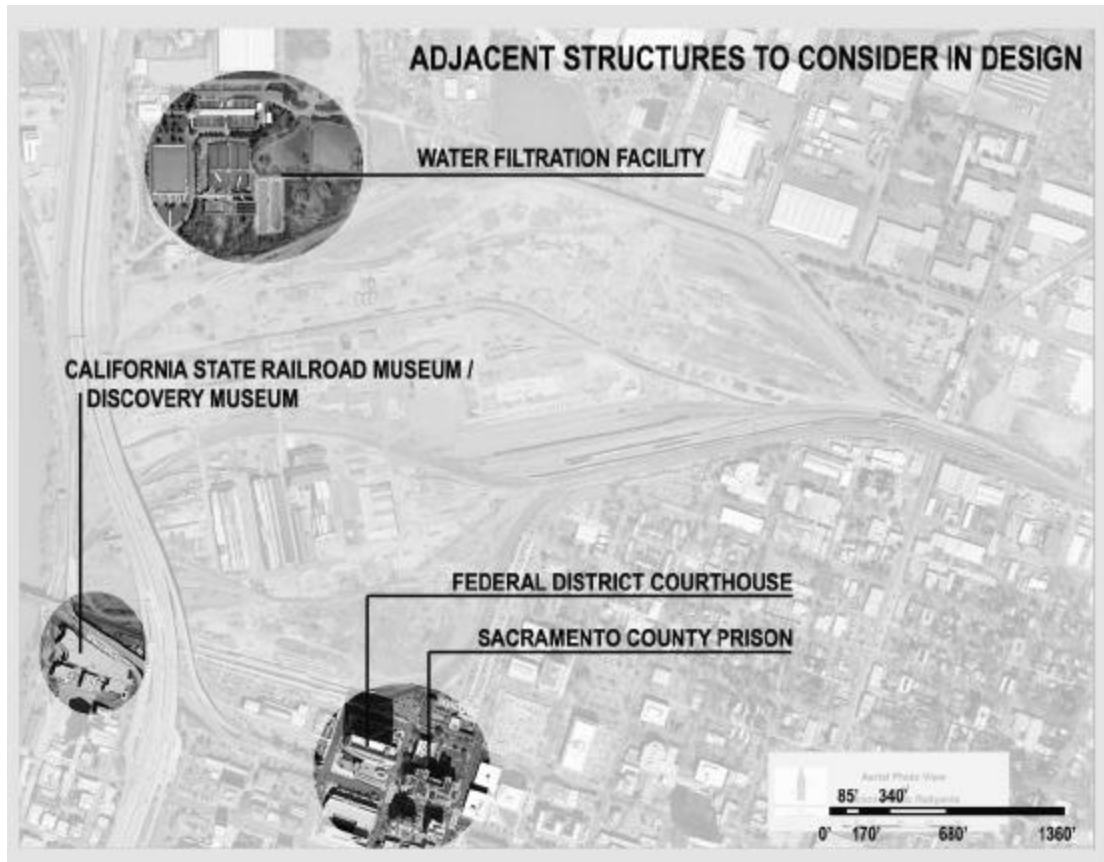 ADJACENT STRUCTURES TO CONSIDER IN DESIGN
WATER FILTRATION FACILITY
CALIFORNIA STATE RAILROAD MUSEUM /
DISCOVERY MUSEUM
FEDERAL DISTRICT COURTHOUSE
SACRAMENTO COUNTY PRISON
Aerial Photo View
Railyards
85' 340'
0' 170' 680' 1360'